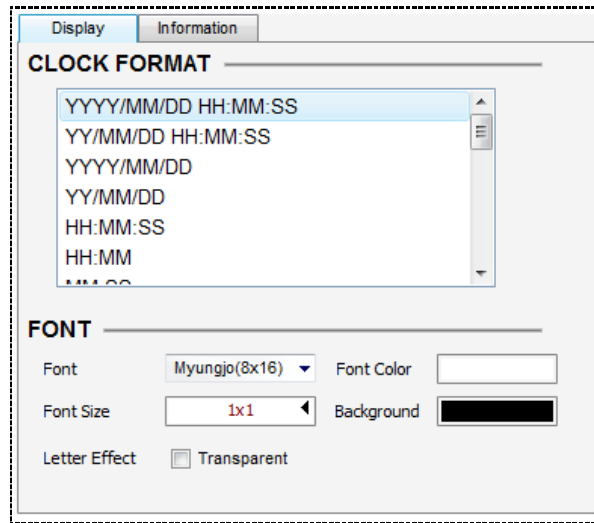 Display Information
CLOCK FORMAT
YYYY/MM/DD HH:MM:SS
YY/MM/DD HH:MM:SS
YYYY/MM/DD
YY/MM/DD
HH:MM:SS
HH:MM
MM:SS
FONT
Font Myungjo(8x16) Font Color
Font Size 1x1 Background
Letter Effect Transparent